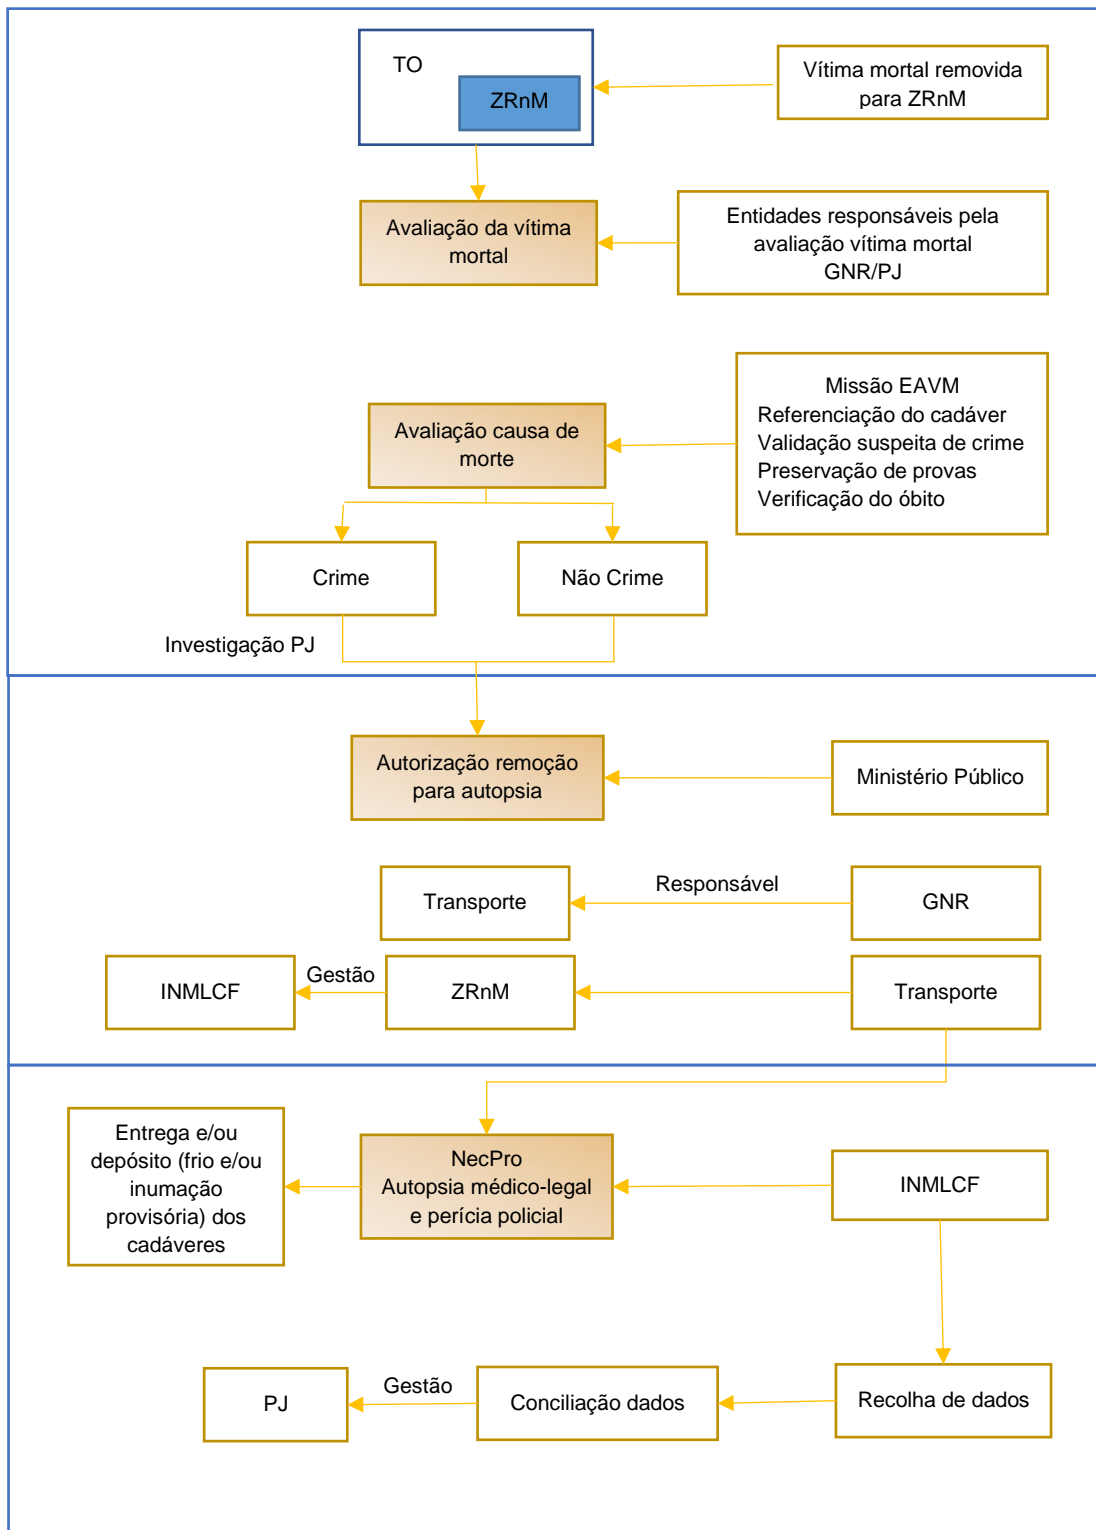 TO
ZRnM
Vítima mortal removida
para ZRnM
Avaliação da vítima
mortal
Entidades responsáveis pela
avaliação vítima mortal
GNR/PJ
Missão EAVM
Referenciação do cadáver
Validação suspeita de crime
Preservação de provas
Verificação do óbito
Avaliação causa de
morte
Crime
Não Crime
Investigação PJ
Autorização remoção
para autopsia
Ministério Público
Transporte
Responsável
GNR
INMLCF
Gestão
ZRnM
Transporte
Entrega e/ou
depósito (frio e/ou
inumação
provisória) dos
cadáveres
NecPro
Autopsia médico-legal
e perícia policial
INMLCF
PJ
Gestão
Conciliação dados
Recolha de dados